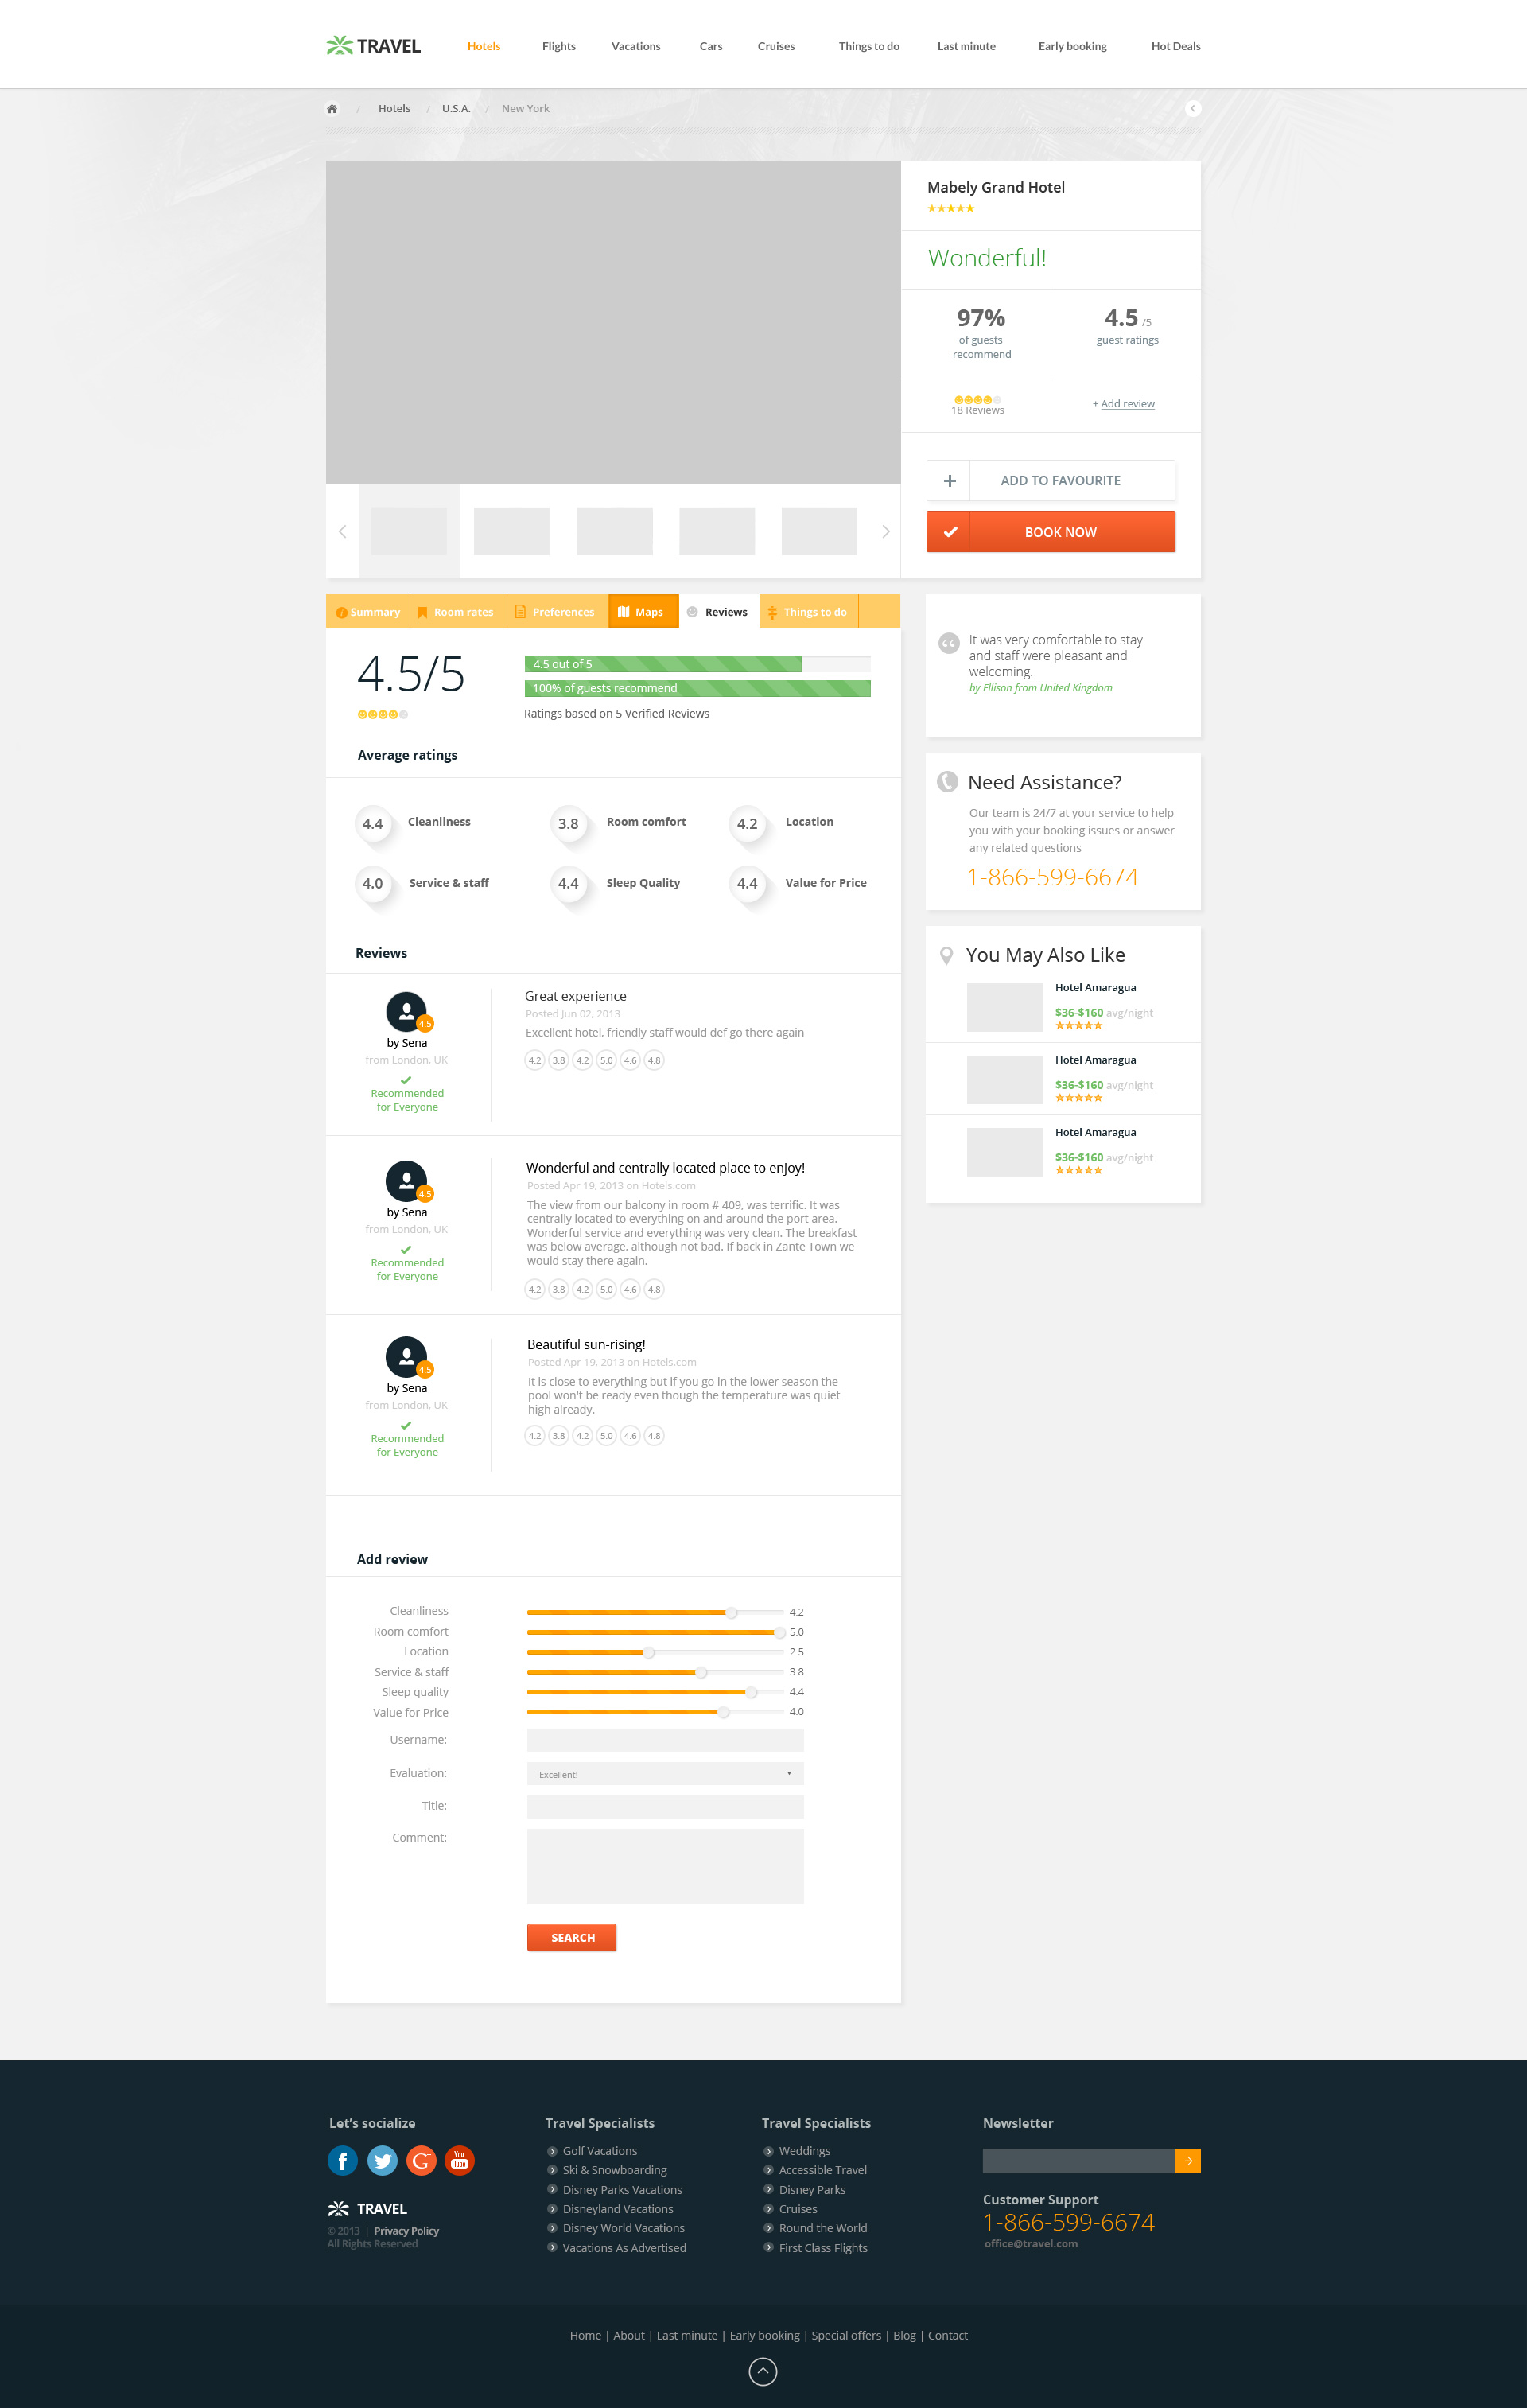 TRAVEL
Hotels Flights Vacations Cars Cruises Things to do Last minute Early booking Hot Deals
/ Hotels / U.S.A. / New York
Mabely Grand Hotel
Wonderful!
97%
of guests
recommend
4.5 /5
guest ratings
18 Reviews
+ Add review
ADD TO FAVOURITE
BOOK NOW
Summary Room rates Preferences Maps Reviews Things to do
4.5/5
4.5 out of 5
100% of guests recommend
Ratings based on 5 Verified Reviews
Average ratings
4.4 Cleanliness 3.8 Room comfort 4.2 Location
4.0 Service & staff 4.4 Sleep Quality 4.4 Value for Price
Reviews
4.5
by Sena
from London, UK
Recommended
for Everyone
Great experience
Posted Jun 02, 2013
Excellent hotel, friendly staff would def go there again
4.2 3.8 4.2 5.0 4.6 4.8
4.5
by Sena
from London, UK
Recommended
for Everyone
Wonderful and centrally located place to enjoy!
Posted Apr 19, 2013 on Hotels.com
The view from our balcony in room # 409, was terrific. It was
centrally located to everything on and around the port area.
Wonderful service and everything was very clean. The breakfast
was below average, although not bad. If back in Zante Town we
would stay there again.
4.2 3.8 4.2 5.0 4.6 4.8
4.5
by Sena
from London, UK
Recommended
for Everyone
Beautiful sun-rising!
Posted Apr 19, 2013 on Hotels.com
It is close to everything but if you go in the lower season the
pool won't be ready even though the temperature was quiet
high already.
4.2 3.8 4.2 5.0 4.6 4.8
Add review
Cleanliness 4.2
Room comfort 5.0
Location 2.5
Service & staff 3.8
Sleep quality 4.4
Value for Price 4.0
Username:
Evaluation: Excellent!
Title:
Comment:
SEARCH
It was very comfortable to stay
and staff were pleasant and
welcoming.
by Ellison from United Kingdom
Need Assistance?
Our team is 24/7 at your service to help
you with your booking issues or answer
any related questions
1-866-599-6674
You May Also Like
Hotel Amaragua
$36-$160 avg/night
Hotel Amaragua
$36-$160 avg/night
Hotel Amaragua
$36-$160 avg/night
Let's socialize
f G+ You Tube
TRAVEL
© 2013 | Privacy Policy
All Rights Reserved
Travel Specialists
Golf Vacations
Ski & Snowboarding
Disney Parks Vacations
Disneyland Vacations
Disney World Vacations
Vacations As Advertised
Travel Specialists
Weddings
Accessible Travel
Disney Parks
Cruises
Round the World
First Class Flights
Newsletter
Customer Support
1-866-599-6674
office@travel.com
Home | About | Last minute | Early booking | Special offers | Blog | Contact